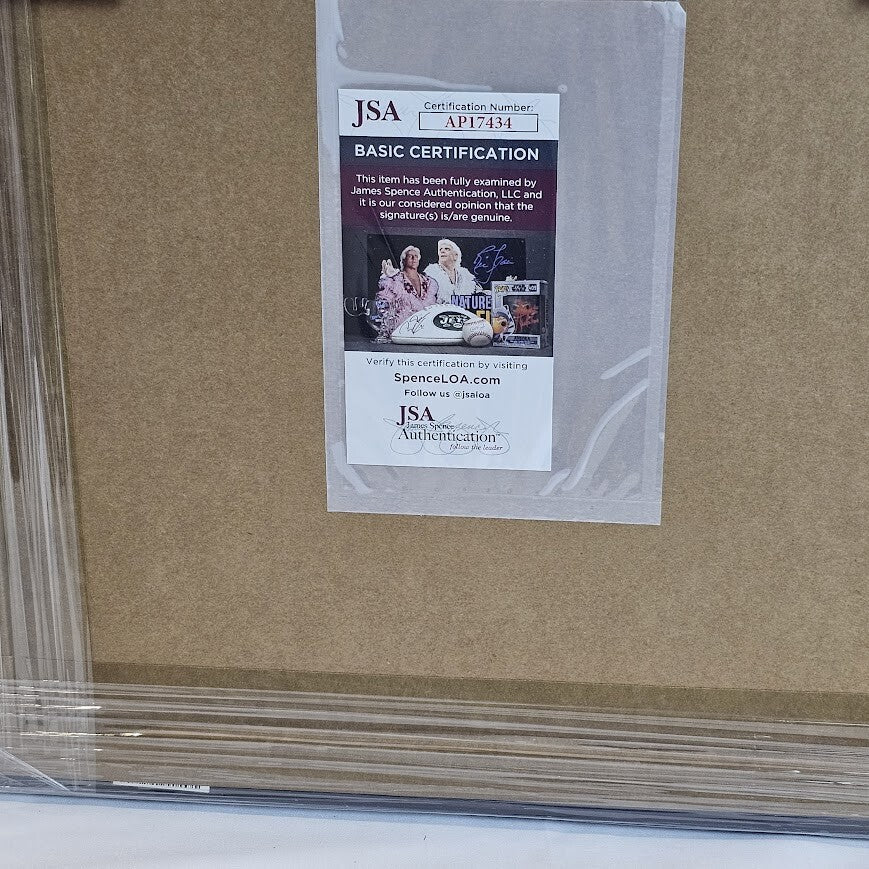 JSA
Certification Number:
AP17434
BASIC CERTIFICATION
This item has been fully examined by
James Spence Authentication, LLC and
it is our considered opinion that the
signature(s) is/are genuine.
NATURE
JETS
Verify this certification by visiting
SpenceLOA.com
Follow us @jsaloa
JSA
James Spence
Authentication™
follow the leader